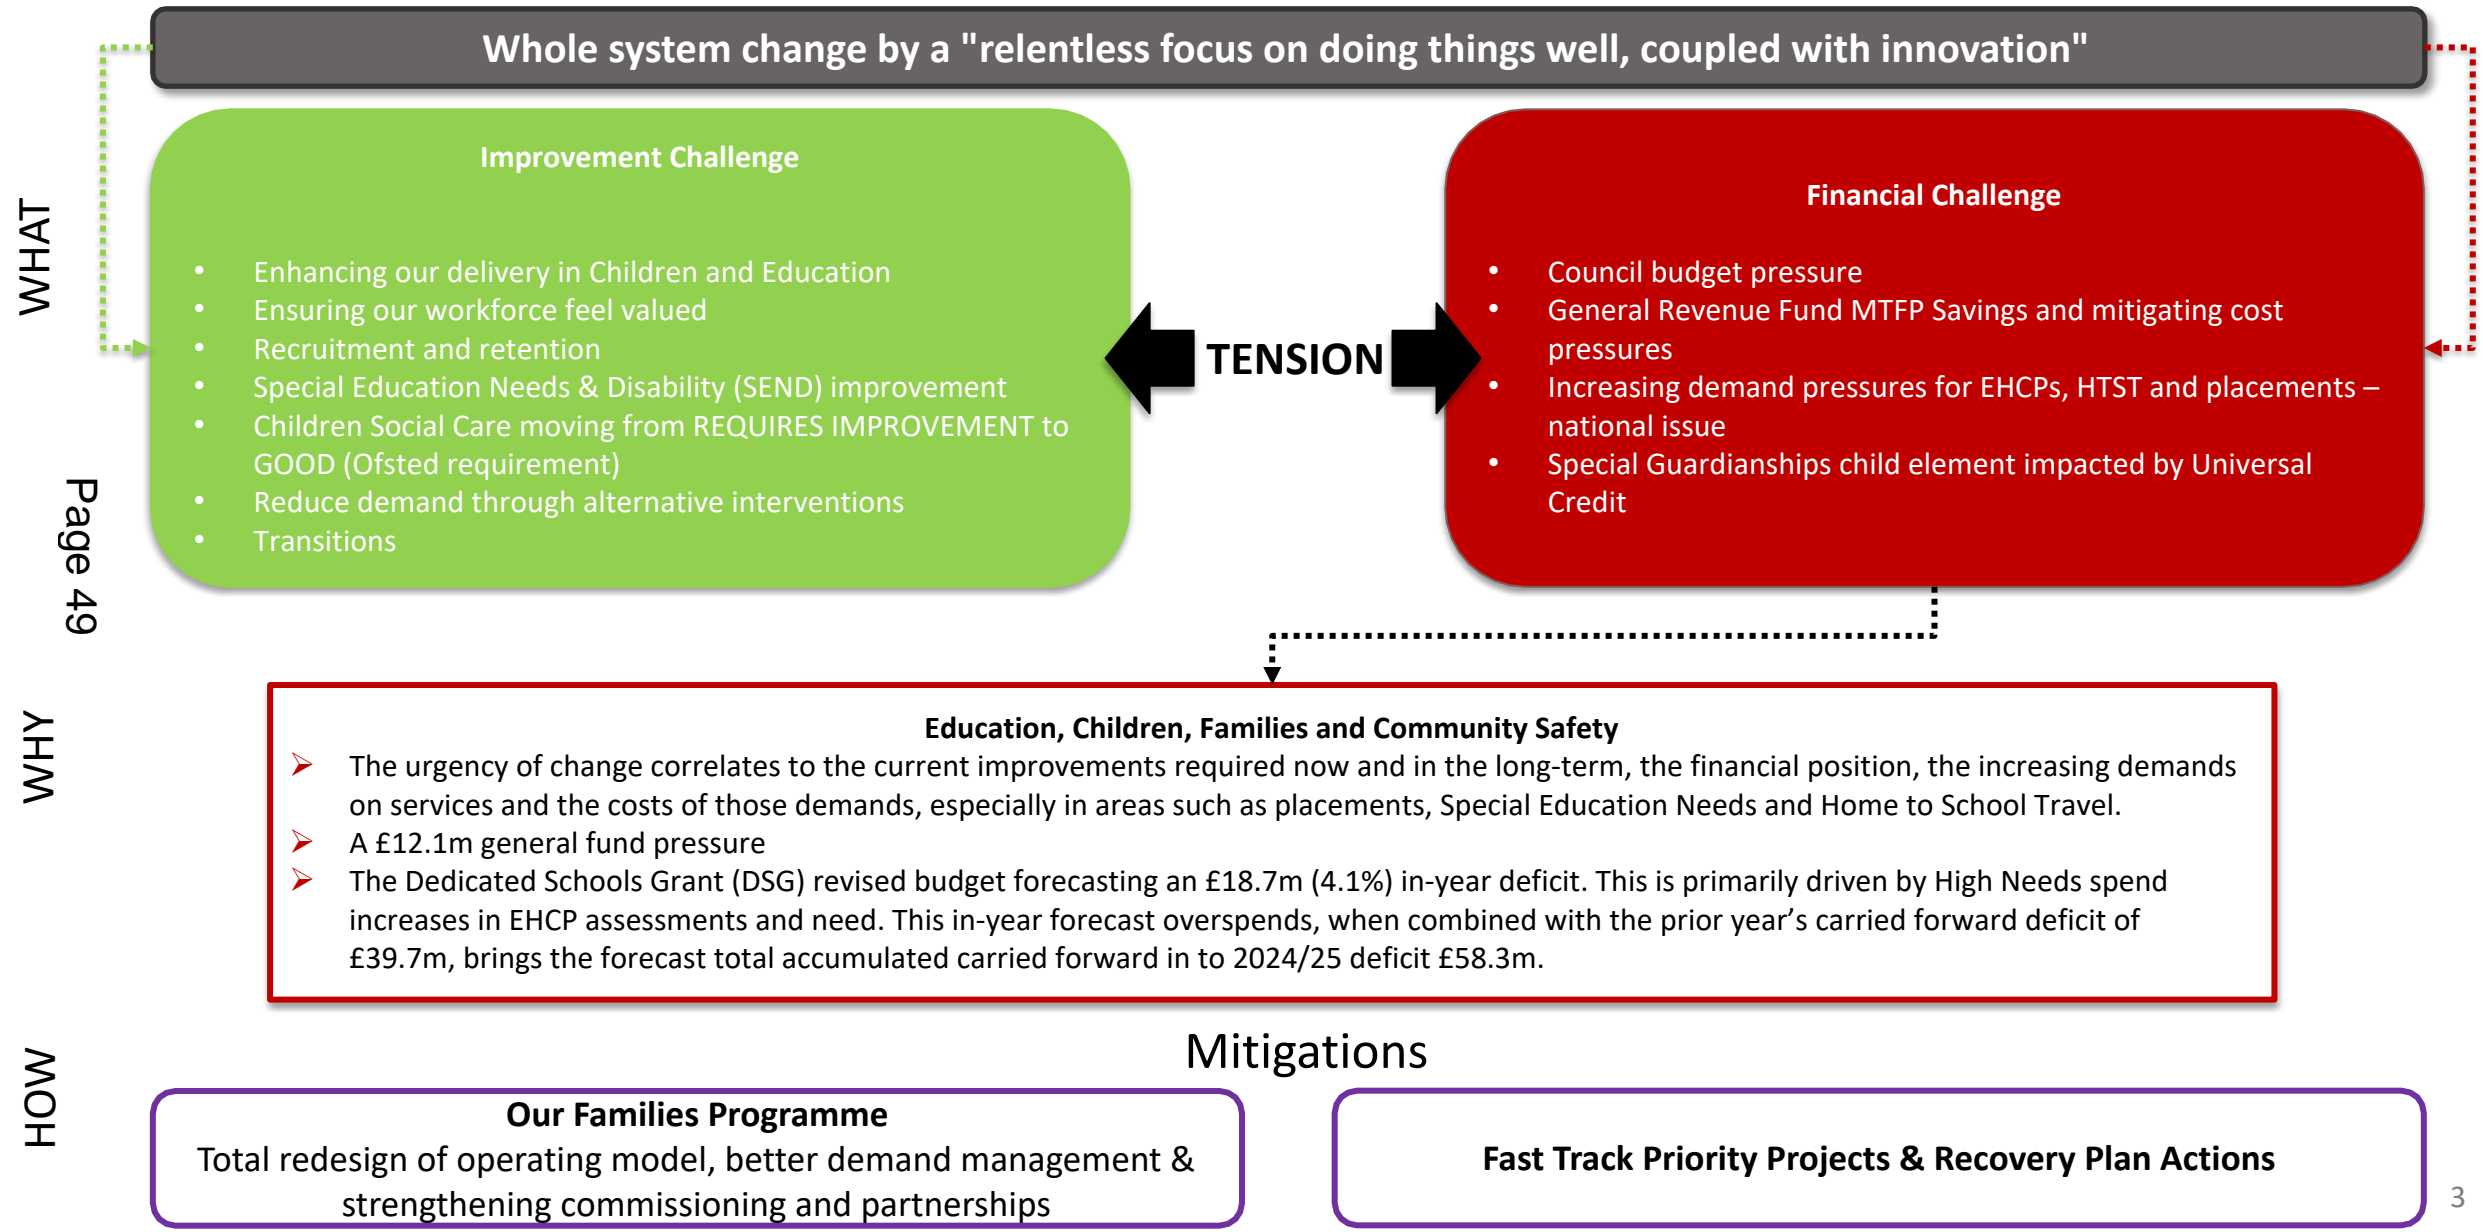 Whole system change by a "relentless focus on doing things well, coupled with innovation"
WHAT
Improvement Challenge
• Enhancing our delivery in Children and Education
• Ensuring our workforce feel valued
• Recruitment and retention
• Special Education Needs & Disability (SEND) improvement
• Children Social Care moving from REQUIRES IMPROVEMENT to
GOOD (Ofsted requirement)
• Reduce demand through alternative interventions
• Transitions
TENSION
Financial Challenge
• Council budget pressure
• General Revenue Fund MTFP Savings and mitigating cost
pressures
• Increasing demand pressures for EHCPs, HTST and placements –
national issue
• Special Guardianships child element impacted by Universal
Credit
Page 49
WHY
Education, Children, Families and Community Safety
➢ The urgency of change correlates to the current improvements required now and in the long-term, the financial position, the increasing demands
on services and the costs of those demands, especially in areas such as placements, Special Education Needs and Home to School Travel.
➢ A £12.1m general fund pressure
➢ The Dedicated Schools Grant (DSG) revised budget forecasting an £18.7m (4.1%) in-year deficit. This is primarily driven by High Needs spend
increases in EHCP assessments and need. This in-year forecast overspends, when combined with the prior year’s carried forward deficit of
£39.7m, brings the forecast total accumulated carried forward in to 2024/25 deficit £58.3m.
HOW
Mitigations
Our Families Programme
Total redesign of operating model, better demand management &
strengthening commissioning and partnerships
Fast Track Priority Projects & Recovery Plan Actions
3